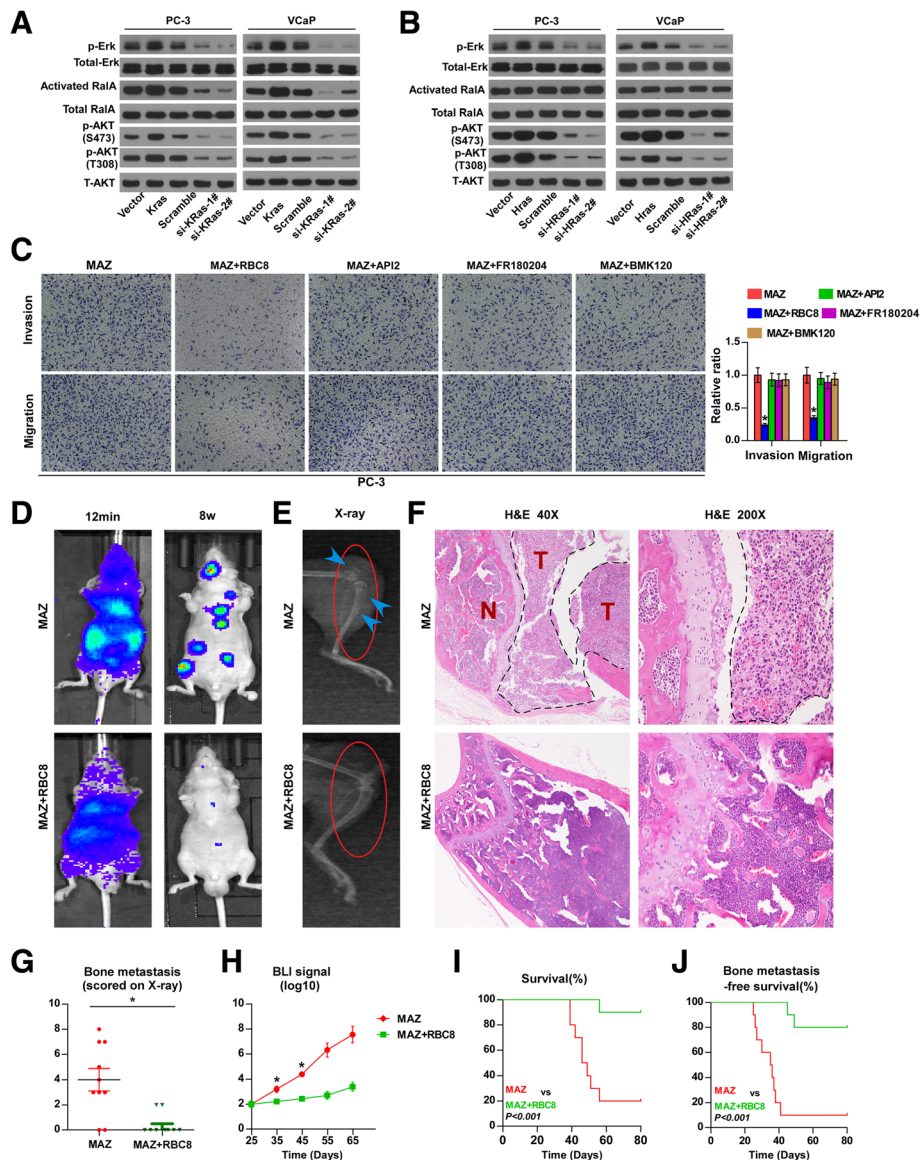 A
PC-3
VCaP
p-Erk
Total-Erk
Activated RalA
Total RalA
p-AKT
(S473)
p-AKT
(T308)
T-AKT
Vector
Kras
Scramble
si-KRas-1#
si-KRas-2#
Vector
Kras
Scramble
si-KRas-1#
si-KRas-2#
B
PC-3
VCaP
p-Erk
Total-Erk
Activated RalA
Total RalA
p-AKT
(S473)
p-AKT
(T308)
T-AKT
Vector
Hras
Scramble
si-HRas-1#
si-HRas-2#
Vector
Hras
Scramble
si-HRas-1#
si-HRas-2#
C
MAZ
MAZ+RBC8
MAZ+API2
MAZ+FR180204
MAZ+BMK120
Invasion
Migration
PC-3
MAZ
MAZ+API2
MAZ+RBC8
MAZ+FR180204
MAZ+BMK120
Relative ratio
1.5
1.0
0.5
0.0
*
*
Invasion
Migration
D
12min
8w
MAZ
MAZ+RBC8
E
X-ray
MAZ
MAZ+RBC8
F
H&E 40X
H&E 200X
MAZ
T
N
T
MAZ+RBC8
G
Bone metastasis
(scored on X-ray)
*
10
8
6
4
2
0
MAZ
MAZ+RBC8
H
BLI signal
(log10)
MAZ
MAZ+RBC8
10
8
6
4
2
0
*
*
25
35
45
55
65
Time (Days)
I
Survival(%)
100
80
60
40
20
0
MAZ
vs
MAZ+RBC8
P<0.001
0
20
40
60
80
Time (Days)
J
Bone metastasis
-free survival(%)
100
80
60
40
20
0
MAZ
vs
MAZ+RBC8
P<0.001
0
20
40
60
80
Time (Days)